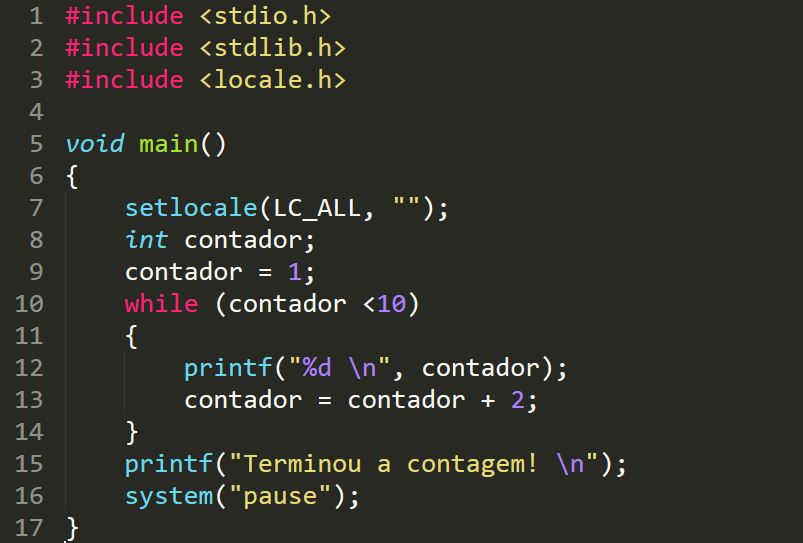 1 #include <stdio.h>
2 #include <stdlib.h>
3 #include <locale.h>
4
5 void main()
6 {
7     setlocale(LC_ALL, "");
8     int contador;
9     contador = 1;
10     while (contador <10)
11     {
12         printf("%d \n", contador);
13         contador = contador + 2;
14     }
15     printf("Terminou a contagem! \n");
16     system("pause");
17 }